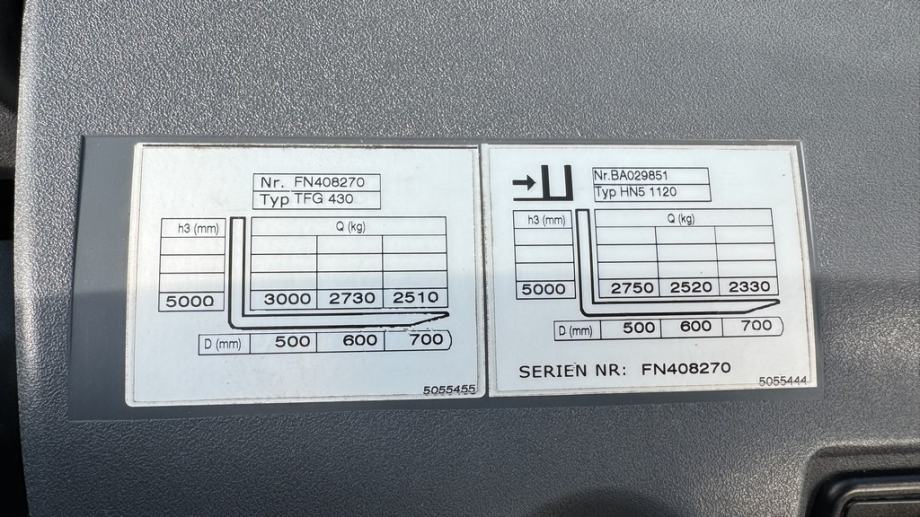 Nr. FN408270
Typ TFG 430
h3 (mm) Q (kg)
5000 3000 2730 2510
D (mm) 500 600 700
5055455
Nr.BA029851
Typ HN5 1120
h3 (mm) Q (kg)
5000 2750 2520 2330
D (mm) 500 600 700
SERIEN NR: FN408270
5055444